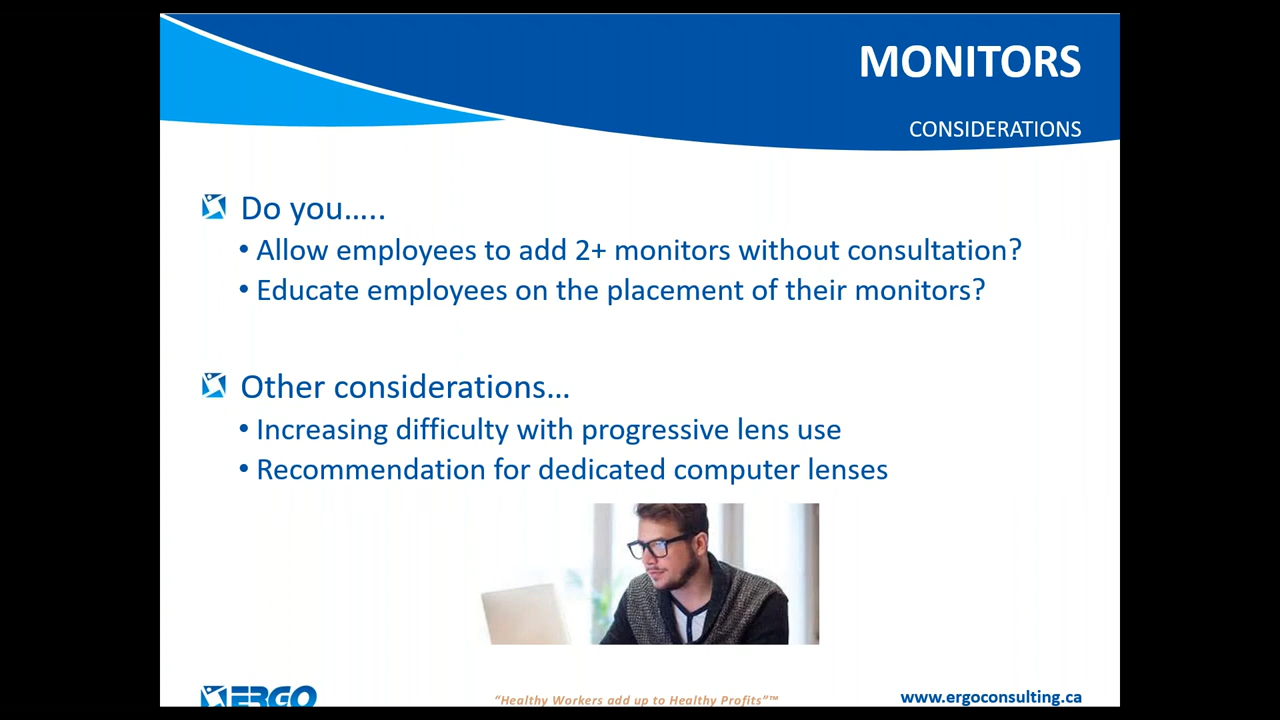 MONITORS
CONSIDERATIONS
Do you.....
• Allow employees to add 2+ monitors without consultation?
• Educate employees on the placement of their monitors?
Other considerations...
• Increasing difficulty with progressive lens use
• Recommendation for dedicated computer lenses
ERGO
“Healthy Workers add up to Healthy Profits”™
www.ergoconsulting.ca